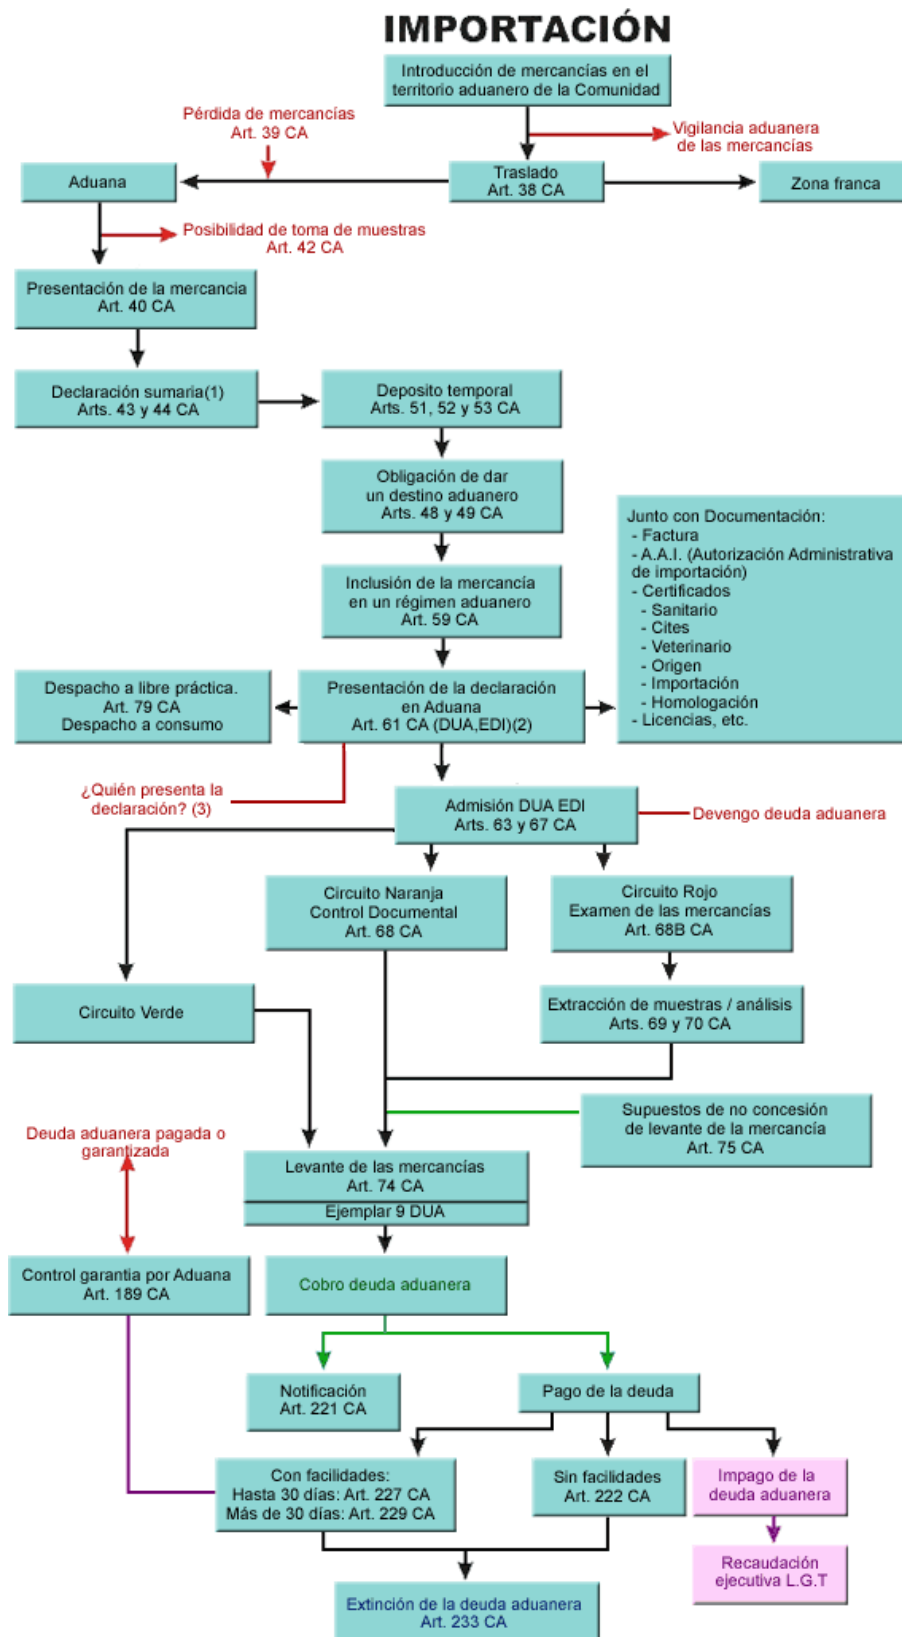 IMPORTACIÓN
Introducción de mercancías en el
territorio aduanero de la Comunidad
Pérdida de mercancías
Art. 39 CA
Vigilancia aduanera
de las mercancías
Aduana
Traslado
Art. 38 CA
Zona franca
Posibilidad de toma de muestras
Art. 42 CA
Presentación de la mercancia
Art. 40 CA
Declaración sumaria(1)
Arts. 43 y 44 CA
Deposito temporal
Arts. 51, 52 y 53 CA
Obligación de dar
un destino aduanero
Arts. 48 y 49 CA
Inclusión de la mercancía
en un régimen aduanero
Art. 59 CA
Junto con Documentación:
- Factura
- A.A.I. (Autorización Administrativa
de importación)
- Certificados
- Sanitario
- Cites
- Veterinario
- Origen
- Importación
- Homologación
- Licencias, etc.
Despacho a libre práctica.
Art. 79 CA
Despacho a consumo
Presentación de la declaración
en Aduana
Art. 61 CA (DUA,EDI)(2)
¿Quién presenta la
declaración? (3)
Admisión DUA EDI
Arts. 63 y 67 CA
Devengo deuda aduanera
Circuito Naranja
Control Documental
Art. 68 CA
Circuito Rojo
Examen de las mercancías
Art. 68B CA
Circuito Verde
Extracción de muestras / análisis
Arts. 69 y 70 CA
Supuestos de no concesión
de levante de la mercancía
Art. 75 CA
Deuda aduanera pagada o
garantizada
Levante de las mercancías
Art. 74 CA
Ejemplar 9 DUA
Control garantia por Aduana
Art. 189 CA
Cobro deuda aduanera
Notificación
Art. 221 CA
Pago de la deuda
Con facilidades:
Hasta 30 días: Art. 227 CA
Más de 30 días: Art. 229 CA
Sin facilidades
Art. 222 CA
Impago de la
deuda aduanera
Recaudación
ejecutiva L.G.T
Extinción de la deuda aduanera
Art. 233 CA